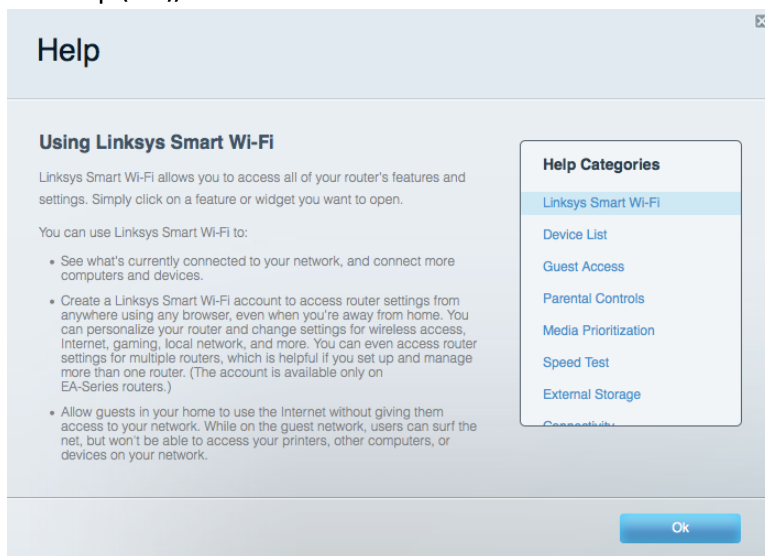 Help
Using Linksys Smart Wi-Fi
Linksys Smart Wi-Fi allows you to access all of your router's features and
settings. Simply click on a feature or widget you want to open.
You can use Linksys Smart Wi-Fi to:
• See what's currently connected to your network, and connect more
computers and devices.
• Create a Linksys Smart Wi-Fi account to access router settings from
anywhere using any browser, even when you're away from home. You
can personalize your router and change settings for wireless access,
Internet, gaming, local network, and more. You can even access router
settings for multiple routers, which is helpful if you set up and manage
more than one router. (The account is available only on
EA-Series routers.)
• Allow guests in your home to use the Internet without giving them
access to your network. While on the guest network, users can surf the
net, but won't be able to access your printers, other computers, or
devices on your network.
Help Categories
Linksys Smart Wi-Fi
Device List
Guest Access
Parental Controls
Media Prioritization
Speed Test
External Storage
Connectivity
Ok